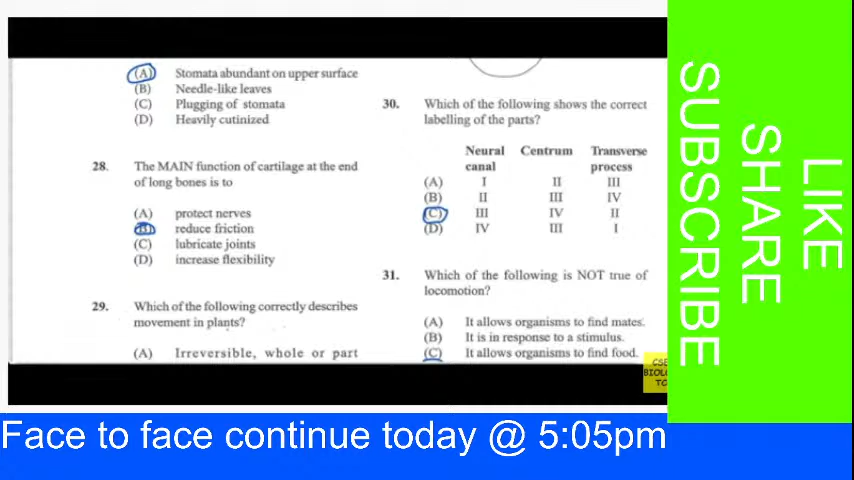 (A) Stomata abundant on upper surface
(B) Needle-like leaves
(C) Plugging of stomata
(D) Heavily cutinized
28. The MAIN function of cartilage at the end
of long bones is to
(A) protect nerves
(B) reduce friction
(C) lubricate joints
(D) increase flexibility
29. Which of the following correctly describes
movement in plants?
(A) Irreversible, whole or part
30. Which of the following shows the correct
labelling of the parts?
Neural Centrum Transverse
canal process
(A) I II III
(B) II III IV
(C) III IV II
(D) IV III I
31. Which of the following is NOT true of
locomotion?
(A) It allows organisms to find mates.
(B) It is in response to a stimulus.
(C) It allows organisms to find food.
LIKE
SHARE
SUBSCRIBE
Face to face continue today @ 5:05pm